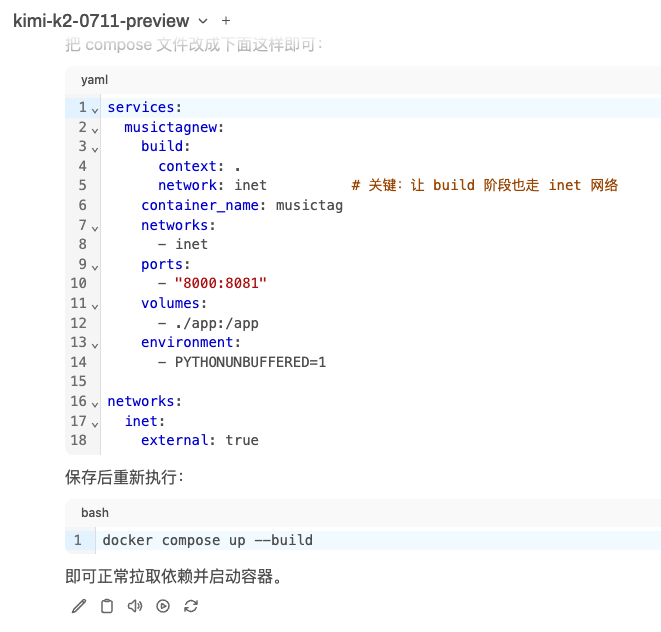 kimi-k2-0711-preview
把 compose 文件改成下面这样即可：
yaml
1 services:
2 musictagnew:
3 build:
4 context: .
5 network: inet # 关键：让 build 阶段也走 inet 网络
6 container_name: musictag
7 networks:
8 - inet
9 ports:
10 - "8000:8081"
11 volumes:
12 - ./app:/app
13 environment:
14 - PYTHONUNBUFFERED=1
15
16 networks:
17 inet:
18 external: true
保存后重新执行：
bash
1 docker compose up --build
即可正常拉取依赖并启动容器。